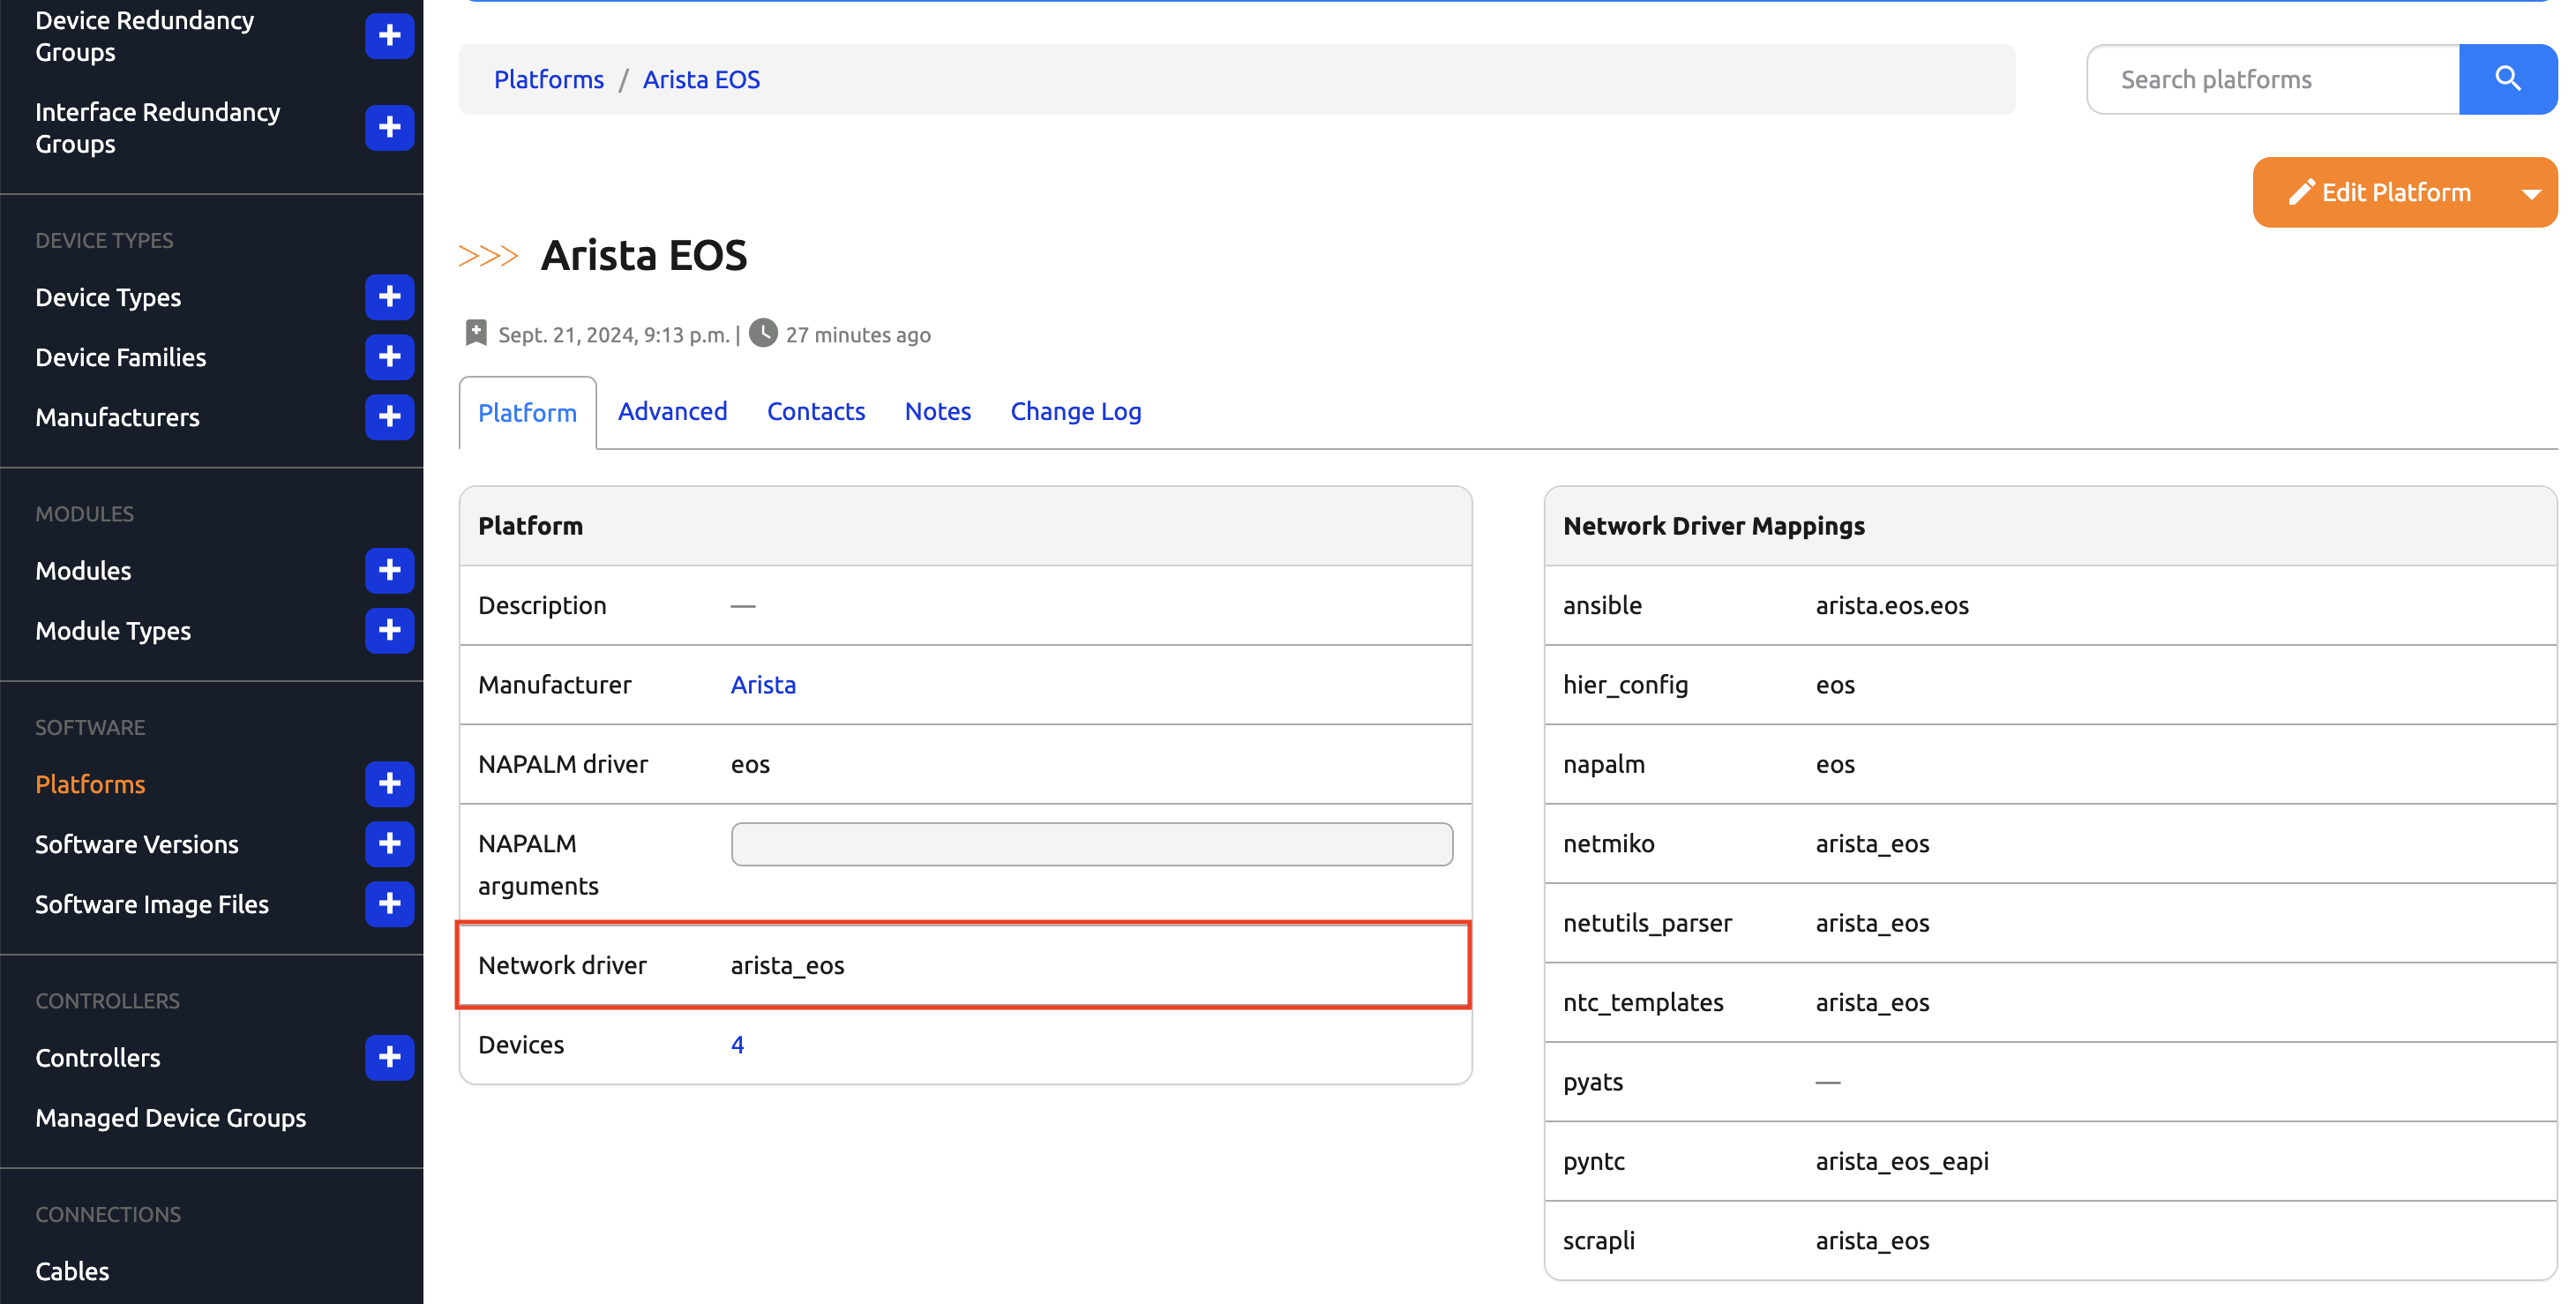 Device Redundancy
Groups
Interface Redundancy
Groups
DEVICE TYPES
Device Types
Device Families
Manufacturers
MODULES
Modules
Module Types
SOFTWARE
Platforms
Software Versions
Software Image Files
CONTROLLERS
Controllers
Managed Device Groups
CONNECTIONS
Cables
Platforms / Arista EOS
Search platforms
Edit Platform
>>> Arista EOS
Sept. 21, 2024, 9:13 p.m. | 27 minutes ago
Platform Advanced Contacts Notes Change Log
Platform
Description —
Manufacturer Arista
NAPALM driver eos
NAPALM
arguments
Network driver arista_eos
Devices 4
Network Driver Mappings
ansible arista.eos.eos
hier_config eos
napalm eos
netmiko arista_eos
netutils_parser arista_eos
ntc_templates arista_eos
pyats —
pyntc arista_eos_eapi
scrapli arista_eos